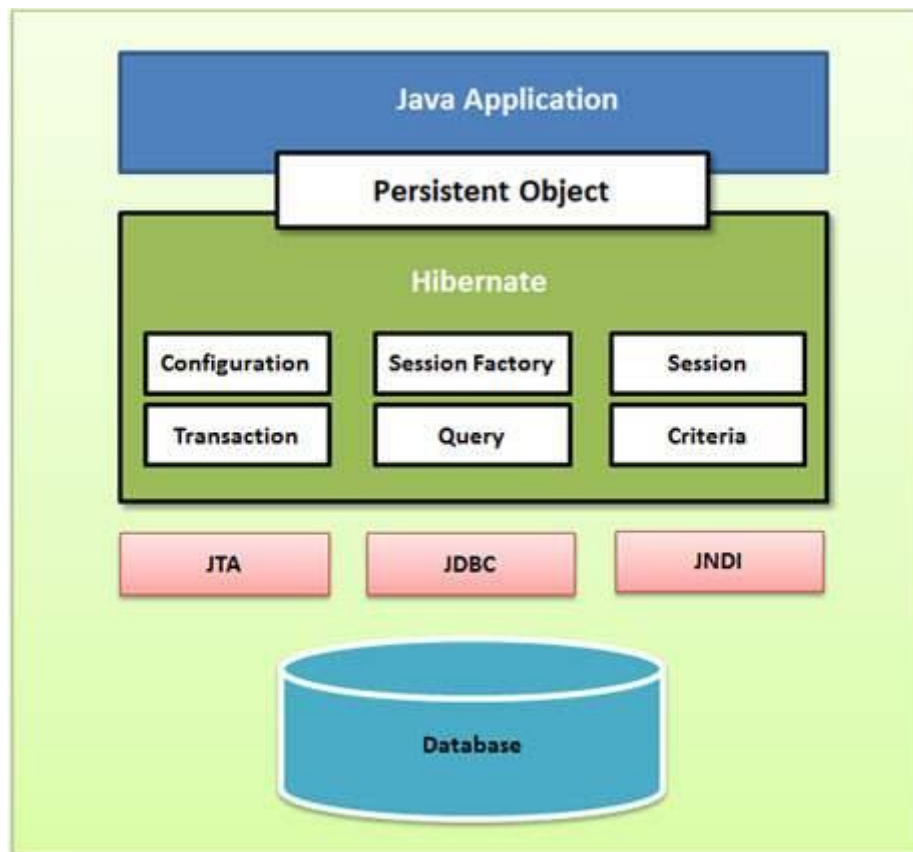 Java Application
Persistent Object
Hibernate
Configuration
Session Factory
Session
Transaction
Query
Criteria
JTA
JDBC
JNDI
Database